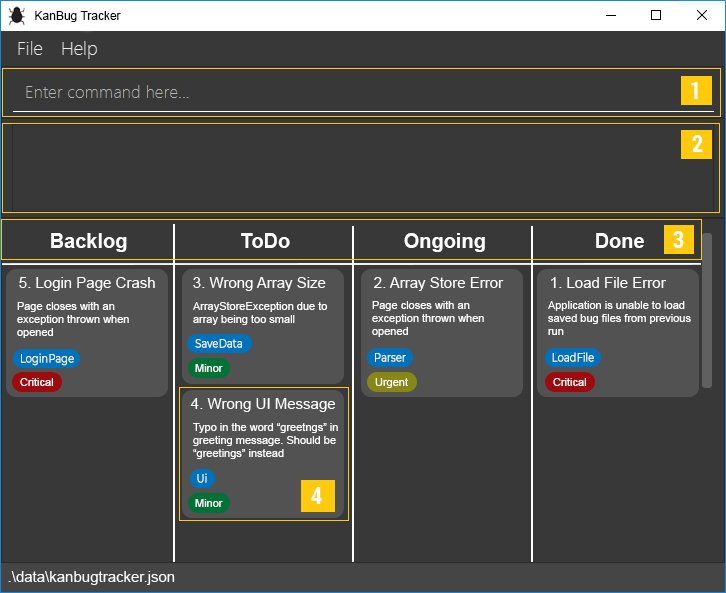 KanBug Tracker
File Help
Enter command here...
1
2
Backlog ToDo Ongoing Done 3
5. Login Page Crash
Page closes with an
exception thrown when
opened
LoginPage
Critical
3. Wrong Array Size
ArrayStoreException due to
array being too small
SaveData
Minor
4. Wrong UI Message
Typo in the word “greetngs” in
greeting message. Should be
“greetings” instead
Ui
Minor
4
2. Array Store Error
Page closes with an
exception thrown when
opened
Parser
Urgent
1. Load File Error
Application is unable to load
saved bug files from previous
run
LoadFile
Critical
.\data\kanbugtracker.json